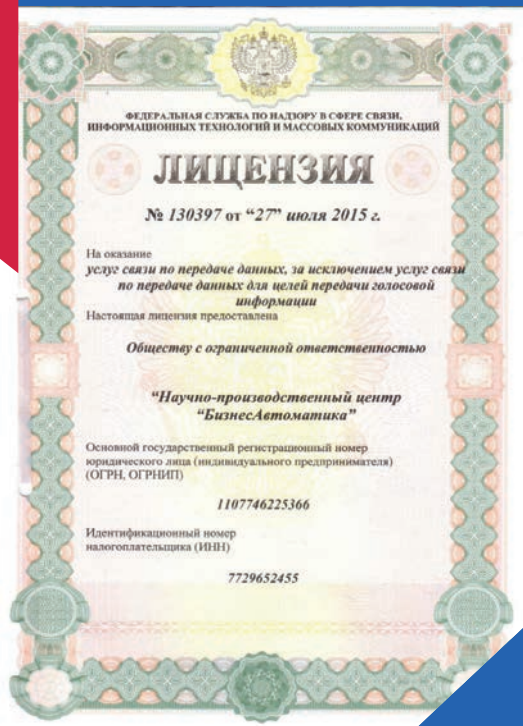 ФЕДЕРАЛЬНАЯ СЛУЖБА ПО НАДЗОРУ В СФЕРЕ СВЯЗИ,
ИНФОРМАЦИОННЫХ ТЕХНОЛОГИЙ И МАССОВЫХ КОММУНИКАЦИЙ
ЛИЦЕНЗИЯ
№ 130397 от “27” июля 2015 г.
На оказание
услуг связи по передаче данных, за исключением услуг связи
по передаче данных для целей передачи голосовой
информации
Настоящая лицензия предоставлена
Обществу с ограниченной ответственностью
“Научно-производственный центр
“БизнесАвтоматика”
Основной государственный регистрационный номер
юридического лица (индивидуального предпринимателя)
(ОГРН, ОГРНИП)
1107746225366
Идентификационный номер
налогоплательщика (ИНН)
7729652455